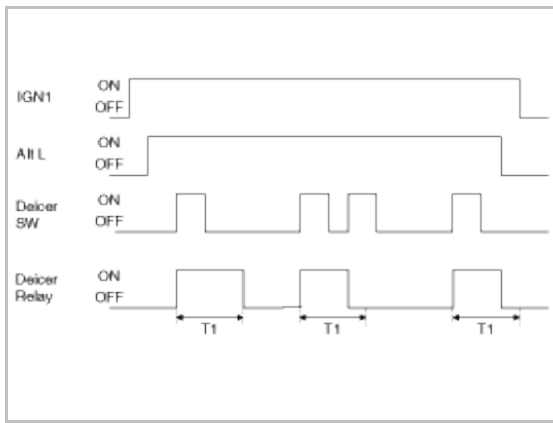 IGN1
ON
OFF
Alt L
ON
OFF
Deicer
SW
ON
OFF
Deicer
Relay
ON
OFF
T1
T1
T1